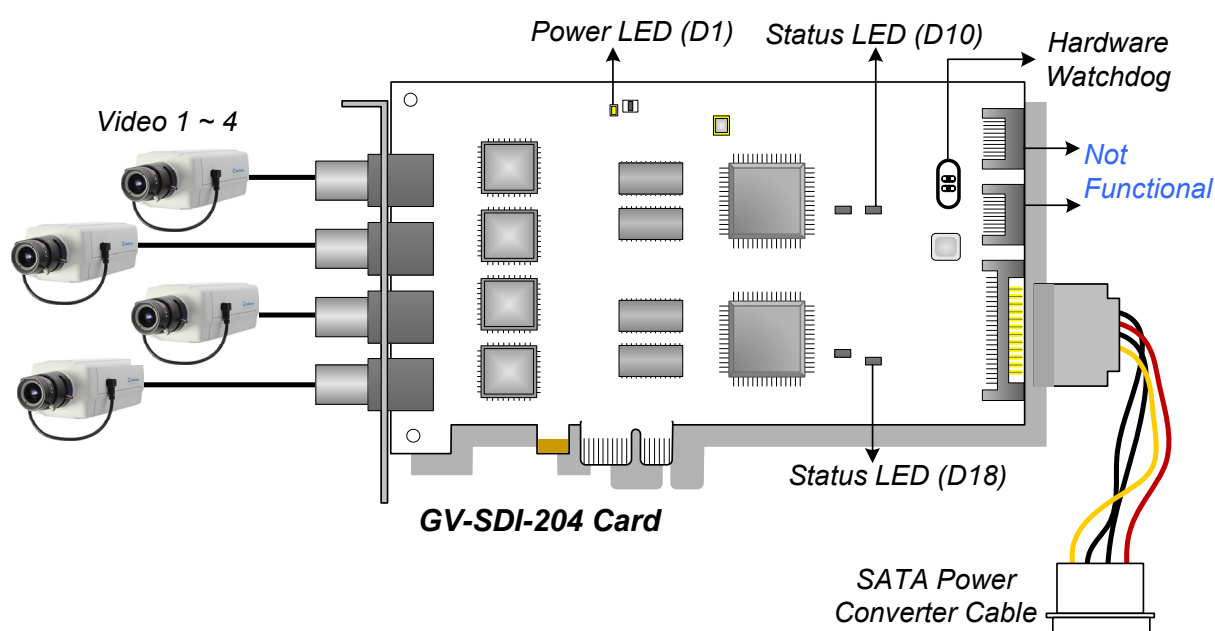 Power LED (D1)
Status LED (D10)
Hardware
Watchdog
Video 1 ~ 4
Not
Functional
Status LED (D18)
GV-SDI-204 Card
SATA Power
Converter Cable